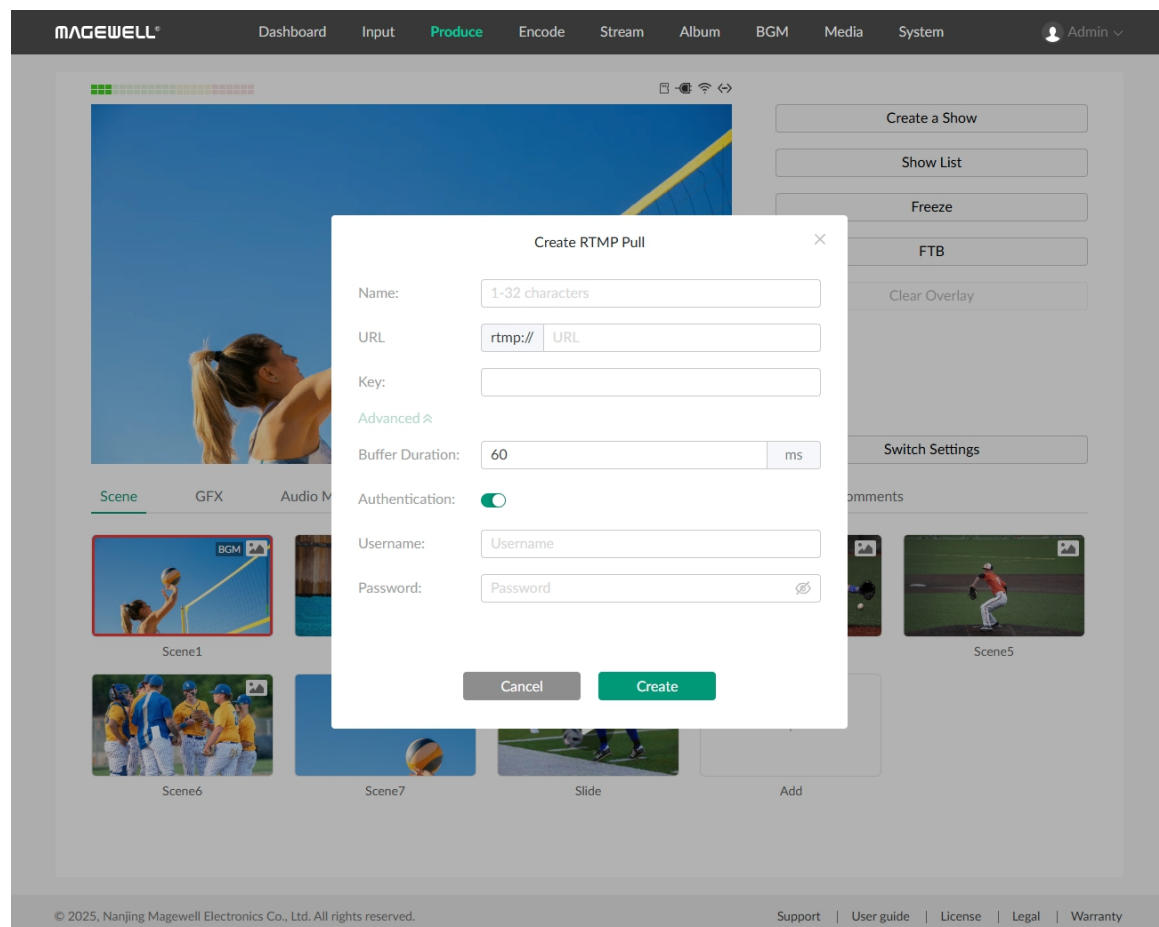 MAGEWELL®
Dashboard Input Produce Encode Stream Album BGM Media System Admin
Create a Show
Show List
Freeze
FTB
Clear Overlay
Switch Settings
Create RTMP Pull
Name: 1-32 characters
URL rtmp:// URL
Key:
Advanced
Buffer Duration: 60 ms
Authentication:
Username: Username
Password: Password
Cancel Create
Scene GFX Audio M omments
BGM
Scene1 Scene5
Scene6 Scene7 Slide Add
© 2025, Nanjing Magewell Electronics Co., Ltd. All rights reserved.
Support | User guide | License | Legal | Warranty